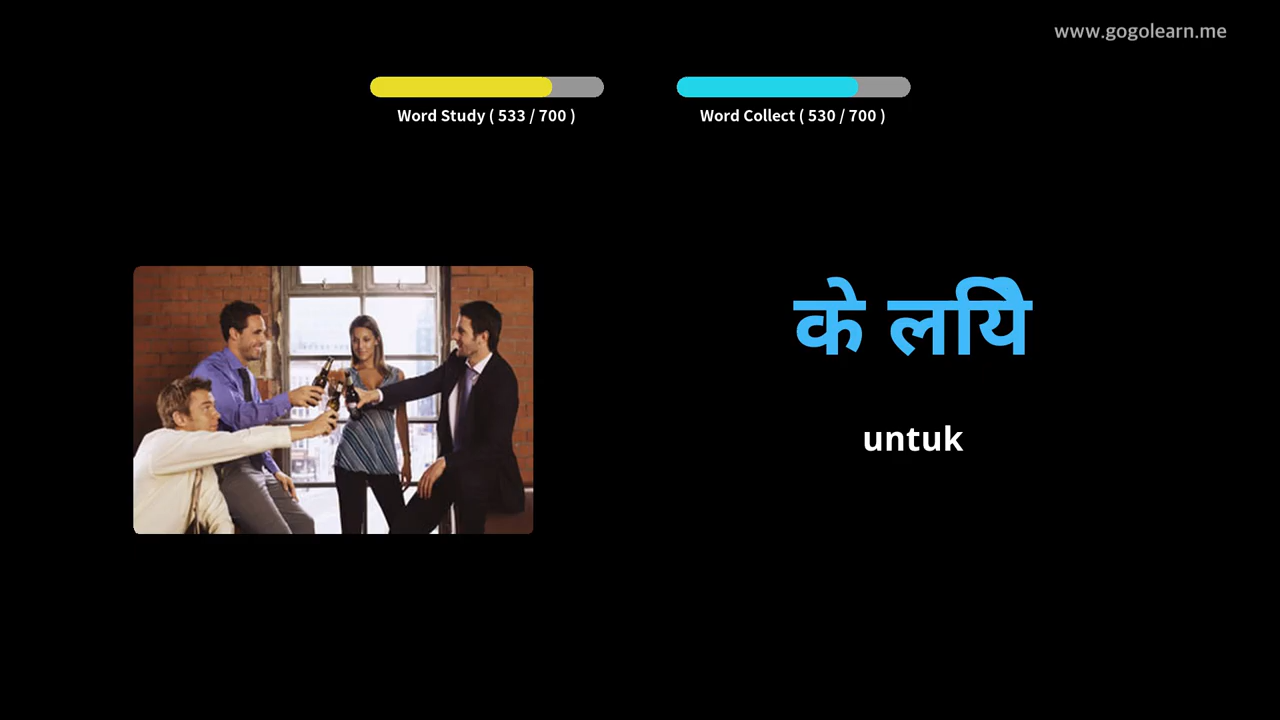 www.gogolearn.me
Word Study ( 533 / 700 )
Word Collect ( 530 / 700 )
के लयिे
untuk